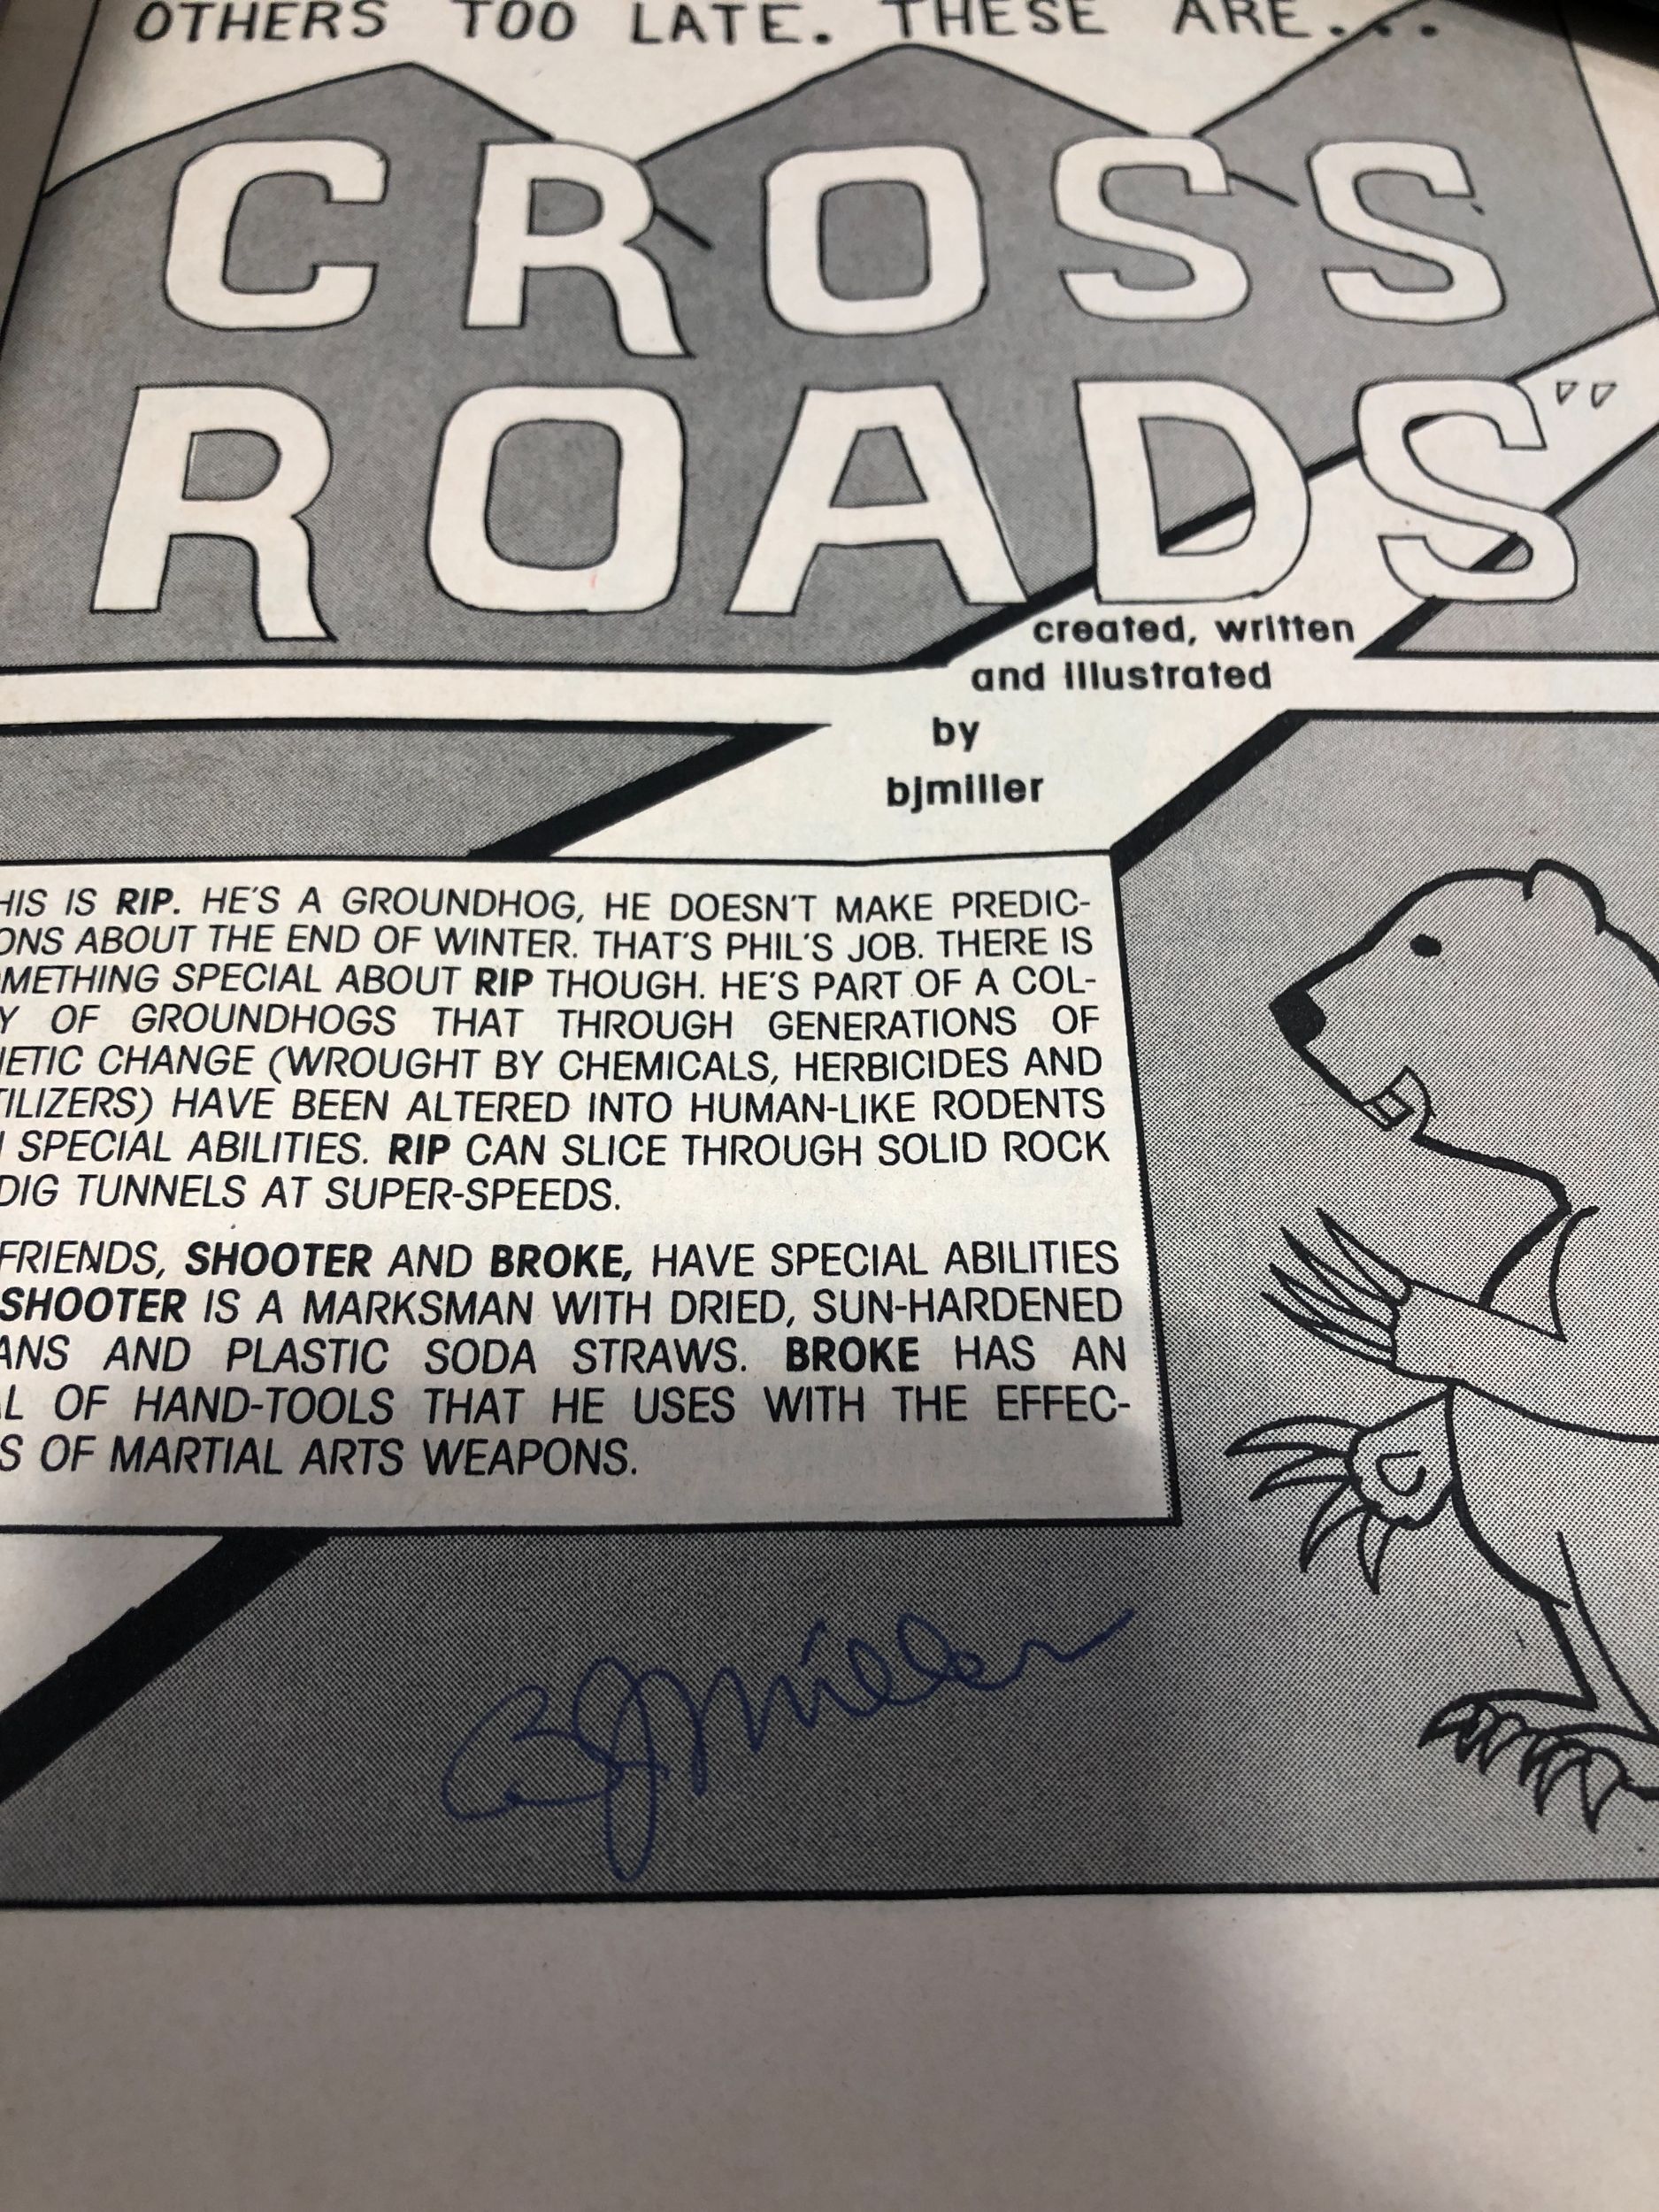 OTHERS TOO LATE. THESE ARE...
CROSS
ROADS"
created, written
and illustrated
by
bjmiller
HIS IS RIP. HE'S A GROUNDHOG, HE DOESN'T MAKE PREDIC-
ONS ABOUT THE END OF WINTER. THAT'S PHIL'S JOB. THERE IS
METHING SPECIAL ABOUT RIP THOUGH. HE'S PART OF A COL-
Y OF GROUNDHOGS THAT THROUGH GENERATIONS OF
ETIC CHANGE (WROUGHT BY CHEMICALS, HERBICIDES AND
TILIZERS) HAVE BEEN ALTERED INTO HUMAN-LIKE RODENTS
SPECIAL ABILITIES. RIP CAN SLICE THROUGH SOLID ROCK
DIG TUNNELS AT SUPER-SPEEDS.
FRIENDS, SHOOTER AND BROKE, HAVE SPECIAL ABILITIES
SHOOTER IS A MARKSMAN WITH DRIED, SUN-HARDENED
ANS AND PLASTIC SODA STRAWS. BROKE HAS AN
L OF HAND-TOOLS THAT HE USES WITH THE EFFEC-
S OF MARTIAL ARTS WEAPONS.
BJMiller